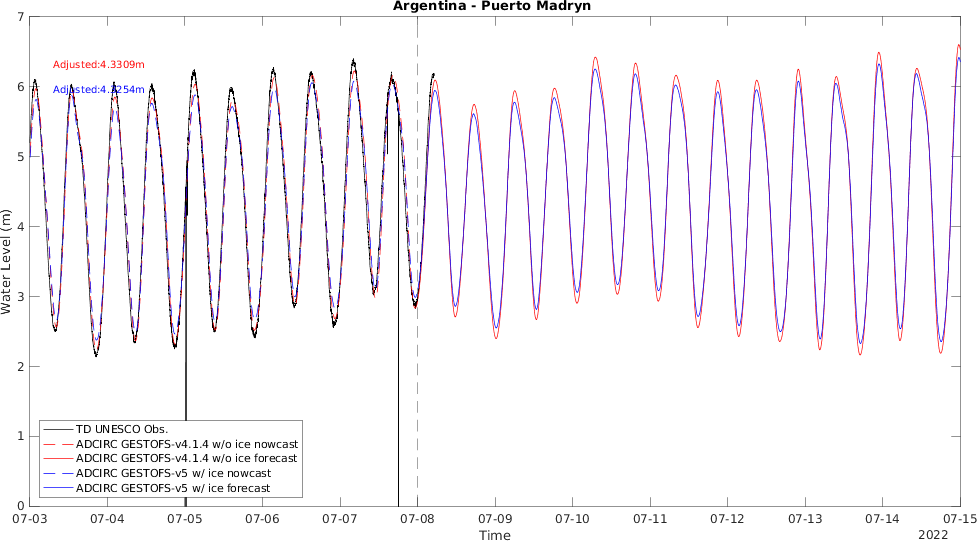 Argentina - Puerto Madryn
7
6
5
4
3
2
1
0
Water Level (m)
Adjusted:4.3309m
Adjusted:4.3254m
TD UNESCO Obs.
ADCIRC GESTOFS-v4.1.4 w/o ice nowcast
ADCIRC GESTOFS-v4.1.4 w/o ice forecast
ADCIRC GESTOFS-v5 w/ ice nowcast
ADCIRC GESTOFS-v5 w/ ice forecast
07-03 07-04 07-05 07-06 07-07 07-08 07-09 07-10 07-11 07-12 07-13 07-14 07-15
Time
2022